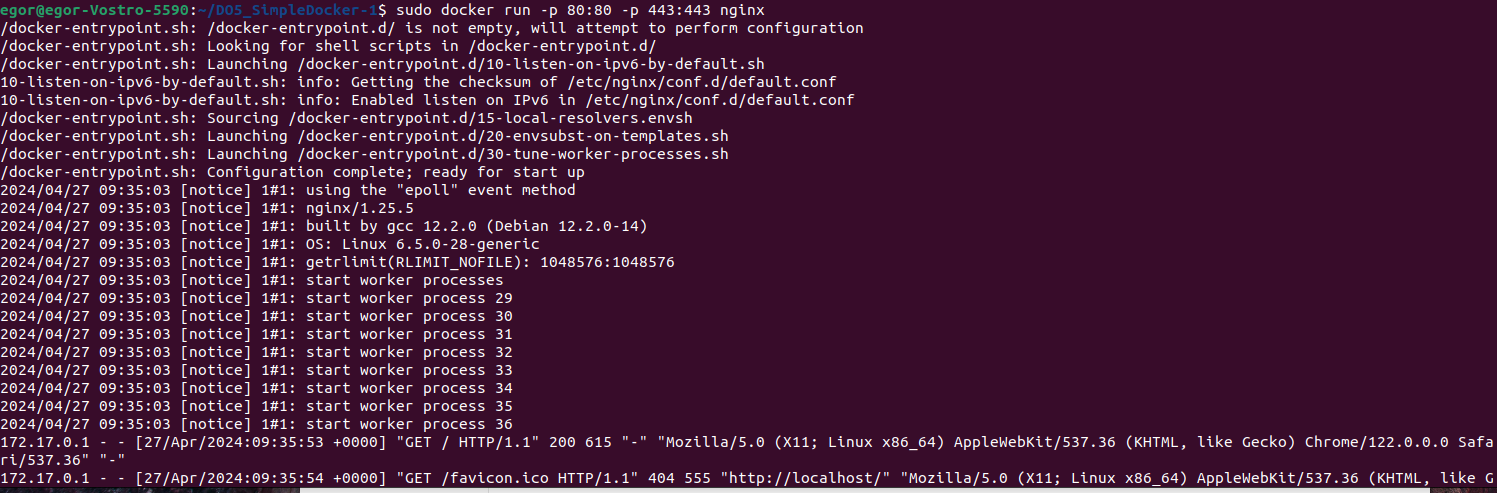 egor@egor-Vostro-5590:~/DO5_SimpleDocker-1$ sudo docker run -p 80:80 -p 443:443 nginx
/docker-entrypoint.sh: /docker-entrypoint.d/ is not empty, will attempt to perform configuration
/docker-entrypoint.sh: Looking for shell scripts in /docker-entrypoint.d/
/docker-entrypoint.sh: Launching /docker-entrypoint.d/10-listen-on-ipv6-by-default.sh
10-listen-on-ipv6-by-default.sh: info: Getting the checksum of /etc/nginx/conf.d/default.conf
10-listen-on-ipv6-by-default.sh: info: Enabled listen on IPv6 in /etc/nginx/conf.d/default.conf
/docker-entrypoint.sh: Sourcing /docker-entrypoint.d/15-local-resolvers.envsh
/docker-entrypoint.sh: Launching /docker-entrypoint.d/20-envsubst-on-templates.sh
/docker-entrypoint.sh: Launching /docker-entrypoint.d/30-tune-worker-processes.sh
/docker-entrypoint.sh: Configuration complete; ready for start up
2024/04/27 09:35:03 [notice] 1#1: using the "epoll" event method
2024/04/27 09:35:03 [notice] 1#1: nginx/1.25.5
2024/04/27 09:35:03 [notice] 1#1: built by gcc 12.2.0 (Debian 12.2.0-14)
2024/04/27 09:35:03 [notice] 1#1: OS: Linux 6.5.0-28-generic
2024/04/27 09:35:03 [notice] 1#1: getrlimit(RLIMIT_NOFILE): 1048576:1048576
2024/04/27 09:35:03 [notice] 1#1: start worker processes
2024/04/27 09:35:03 [notice] 1#1: start worker process 29
2024/04/27 09:35:03 [notice] 1#1: start worker process 30
2024/04/27 09:35:03 [notice] 1#1: start worker process 31
2024/04/27 09:35:03 [notice] 1#1: start worker process 32
2024/04/27 09:35:03 [notice] 1#1: start worker process 33
2024/04/27 09:35:03 [notice] 1#1: start worker process 34
2024/04/27 09:35:03 [notice] 1#1: start worker process 35
2024/04/27 09:35:03 [notice] 1#1: start worker process 36
172.17.0.1 - - [27/Apr/2024:09:35:53 +0000] "GET / HTTP/1.1" 200 615 "-" "Mozilla/5.0 (X11; Linux x86_64) AppleWebKit/537.36 (KHTML, like Gecko) Chrome/122.0.0.0 Safa
ri/537.36" "-"
172.17.0.1 - - [27/Apr/2024:09:35:54 +0000] "GET /favicon.ico HTTP/1.1" 404 555 "http://localhost/" "Mozilla/5.0 (X11; Linux x86_64) AppleWebKit/537.36 (KHTML, like G